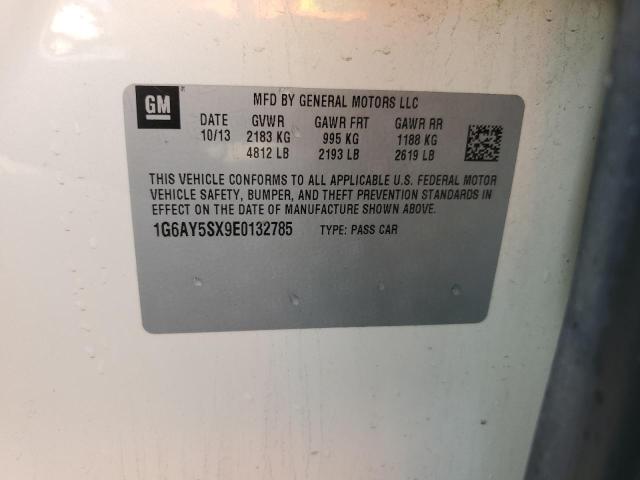 GM
MFD BY GENERAL MOTORS LLC
DATE GVWR GAWR FRT GAWR RR
10/13 2183 KG 995 KG 1188 KG
4812 LB 2193 LB 2619 LB
THIS VEHICLE CONFORMS TO ALL APPLICABLE U.S. FEDERAL MOTOR
VEHICLE SAFETY, BUMPER, AND THEFT PREVENTION STANDARDS IN
EFFECT ON THE DATE OF MANUFACTURE SHOWN ABOVE.
1G6AY5SX9E0132785 TYPE: PASS CAR